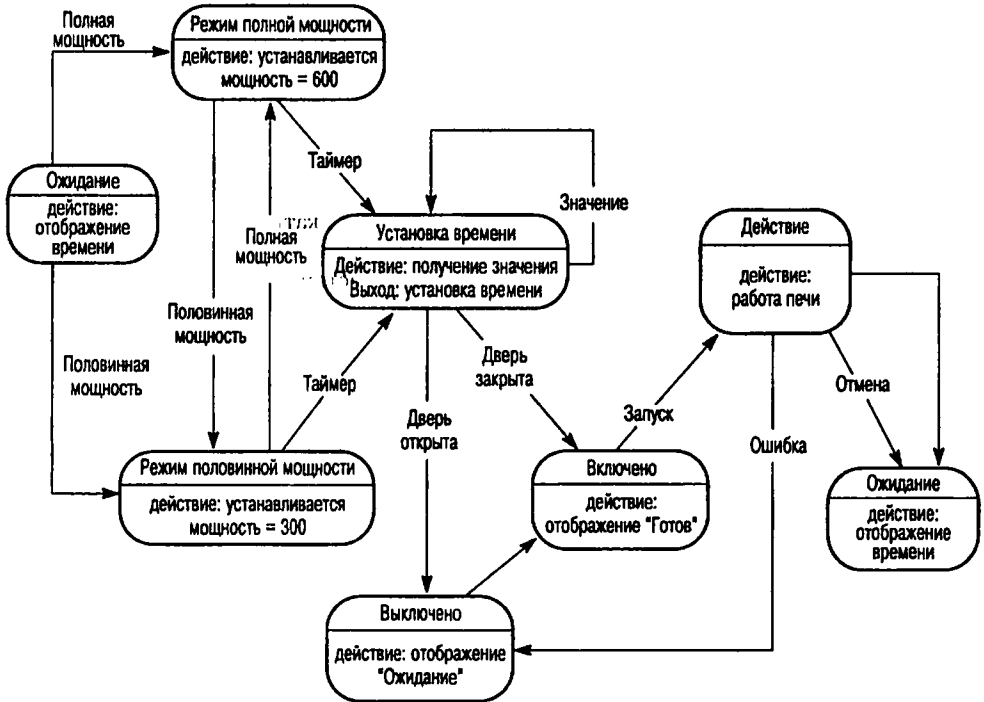 Полная
мощность
Режим полной мощности
действие: устанавливается
мощность = 600
Таймер
Ожидание
действие:
отображение
времени
Значение
Полная
мощность
Установка времени
Действие: получение значения
Выход: установка времени
Действие
действие:
работа печи
Половинная
мощность
Половинная
мощность
Таймер
Дверь
закрыта
Дверь
открыта
Запуск
Ошибка
Отмена
Режим половинной мощности
действие: устанавливается
мощность = 300
Включено
действие:
отображение "Готов"
Ожидание
действие:
отображение
времени
Выключено
действие: отображение
"Ожидание"